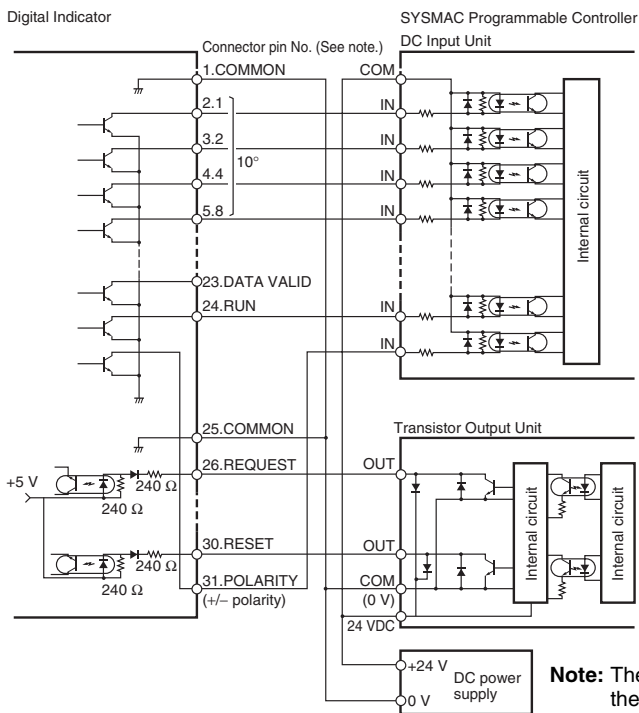 Digital Indicator
SYSMAC Programmable Controller
Connector pin No. (See note.)
DC Input Unit
1.COMMON
COM
2.1
IN
3.2
IN
10°
4.4
IN
5.8
IN
Internal circuit
23.DATA VALID
24.RUN
IN
IN
25.COMMON
Transistor Output Unit
26.REQUEST
OUT
+5 V
240 Ω
240 Ω
Internal circuit
Internal circuit
30.RESET
OUT
240 Ω
31.POLARITY
COM
240 Ω
(+/− polarity)
(0 V)
24 VDC
+24 V
DC power
supply
0 V
Note: The
the